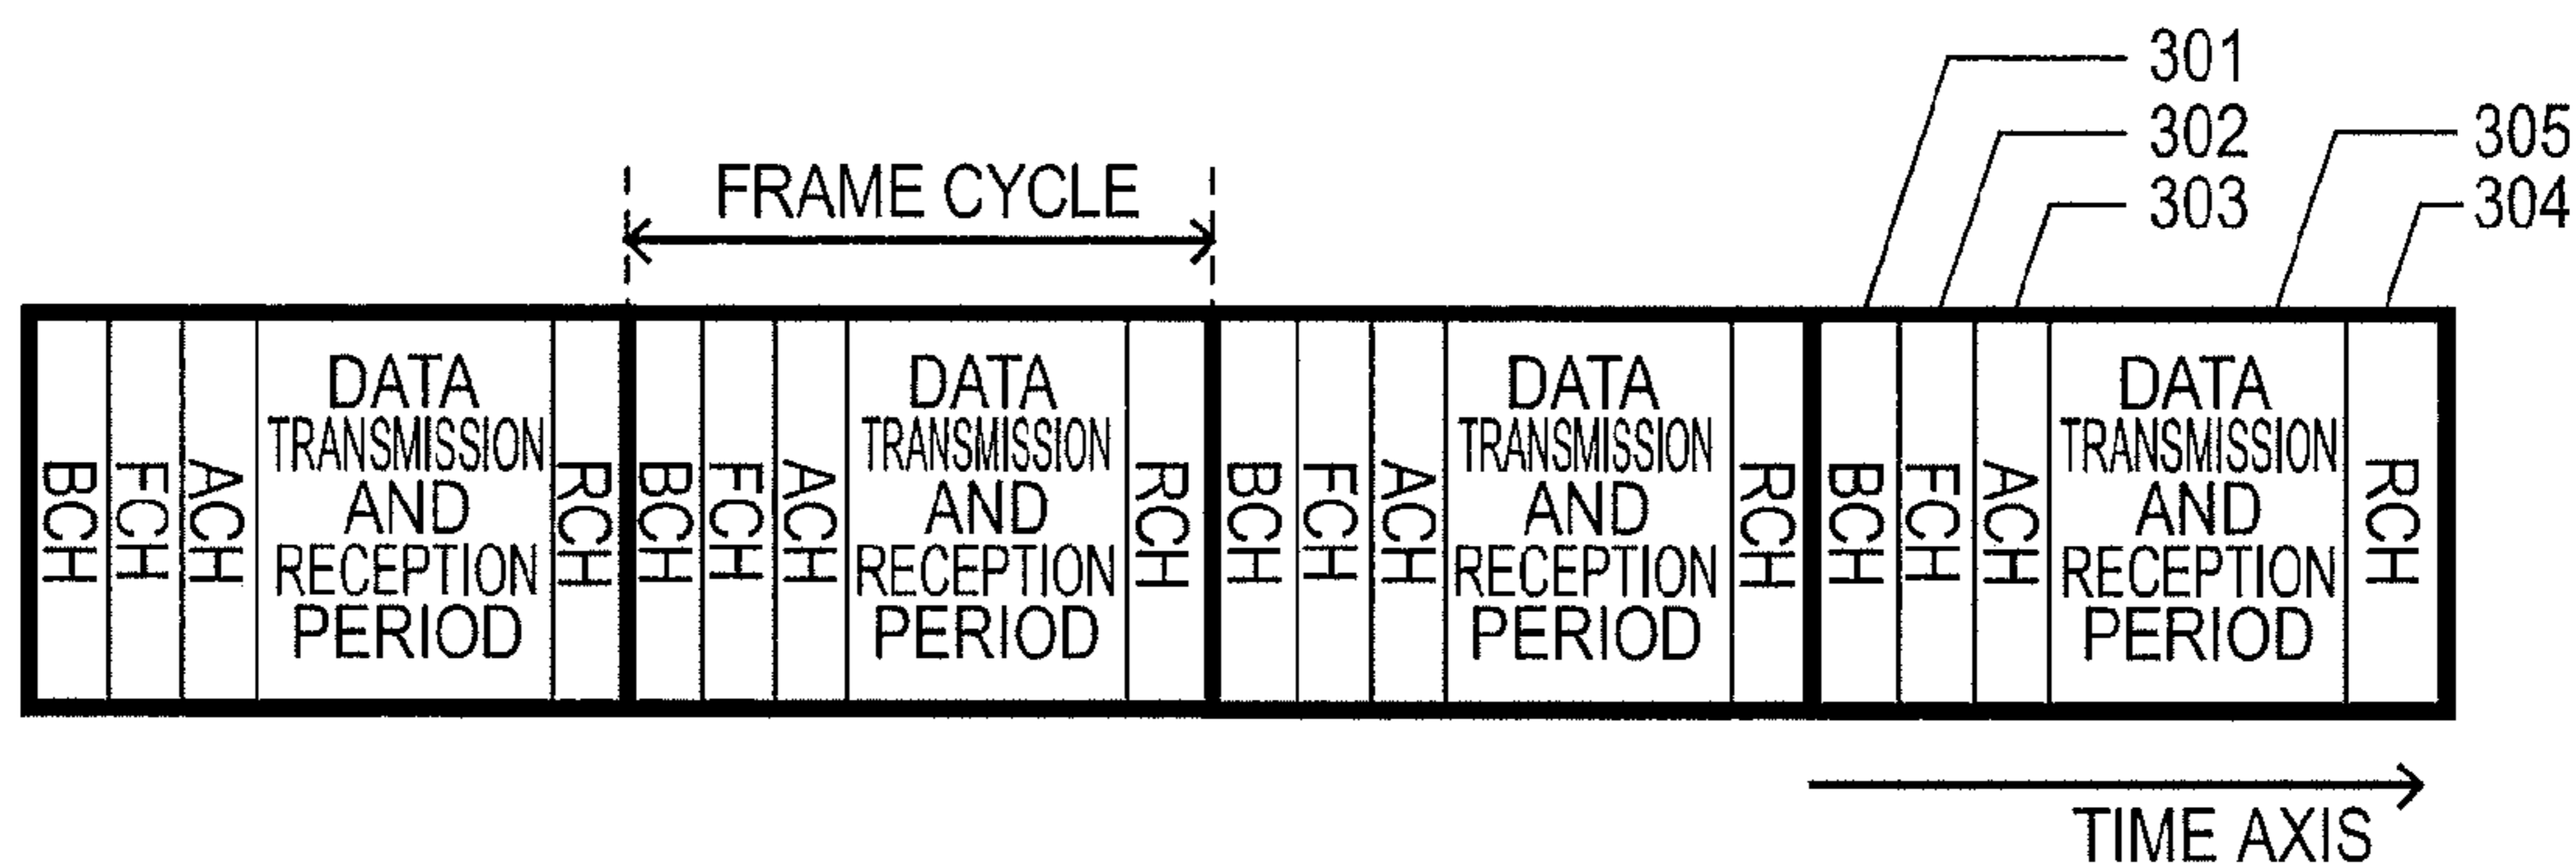 301
302
305
FRAME CYCLE
303
304
BCH
FCH
ACH
DATA
TRANSMISSION
AND
RECEPTION
PERIOD
RCH
BCH
FCH
ACH
DATA
TRANSMISSION
AND
RECEPTION
PERIOD
RCH
BCH
FCH
ACH
DATA
TRANSMISSION
AND
RECEPTION
PERIOD
RCH
BCH
FCH
ACH
DATA
TRANSMISSION
AND
RECEPTION
PERIOD
RCH
TIME AXIS